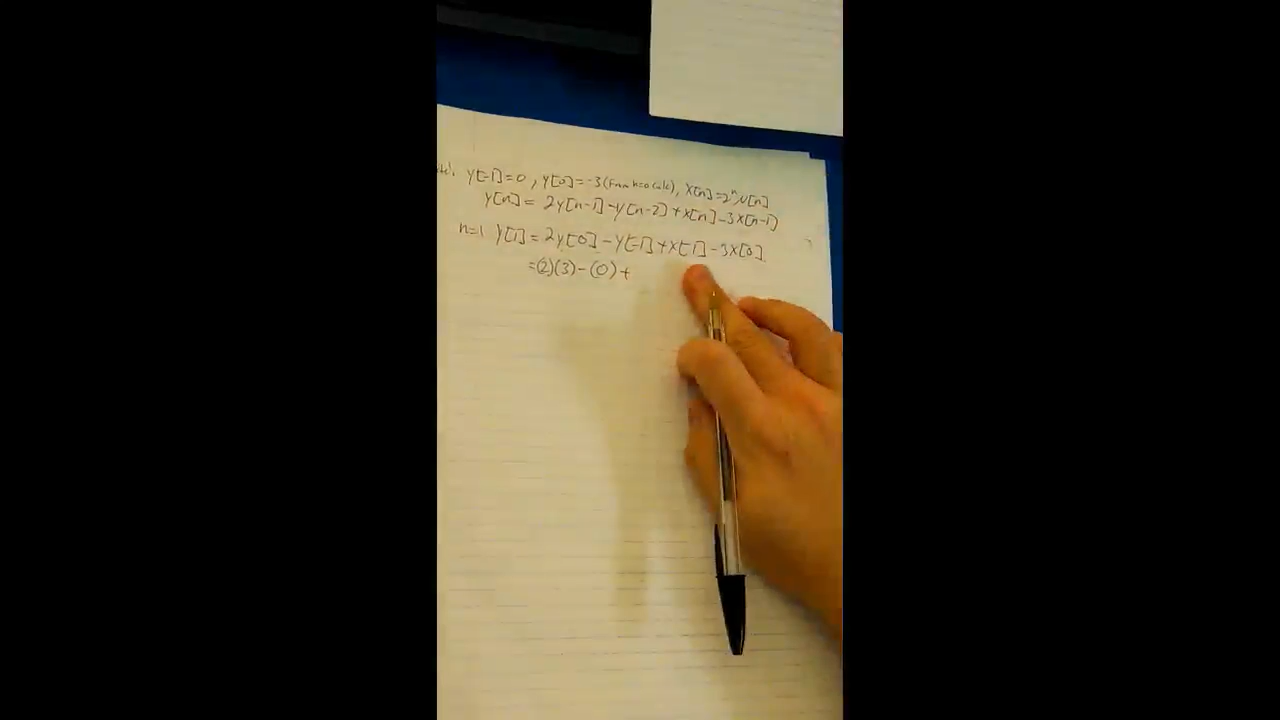 y[-1]=0, y[0]=-3 (From n=0 calc), x[n]=2ⁿu[n]
y[n] = 2y[n-1]-y[n-2]+x[n]-3x[n-1]
n=1 y[1] = 2y[0]-y[-1]+x[1]-3x[0]
=(2)(3)-(0)+